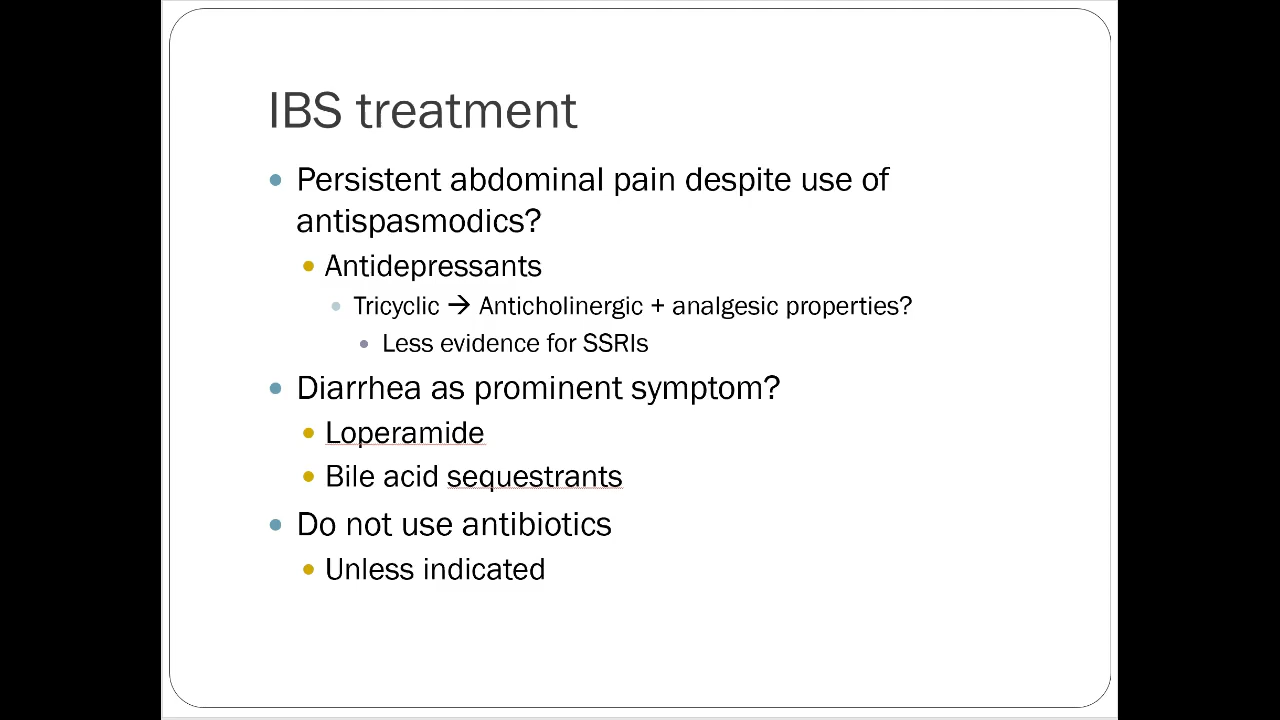 IBS treatment
Persistent abdominal pain despite use of
antispasmodics?
Antidepressants
Tricyclic → Anticholinergic + analgesic properties?
Less evidence for SSRIs
Diarrhea as prominent symptom?
Loperamide
Bile acid sequestrants
Do not use antibiotics
Unless indicated